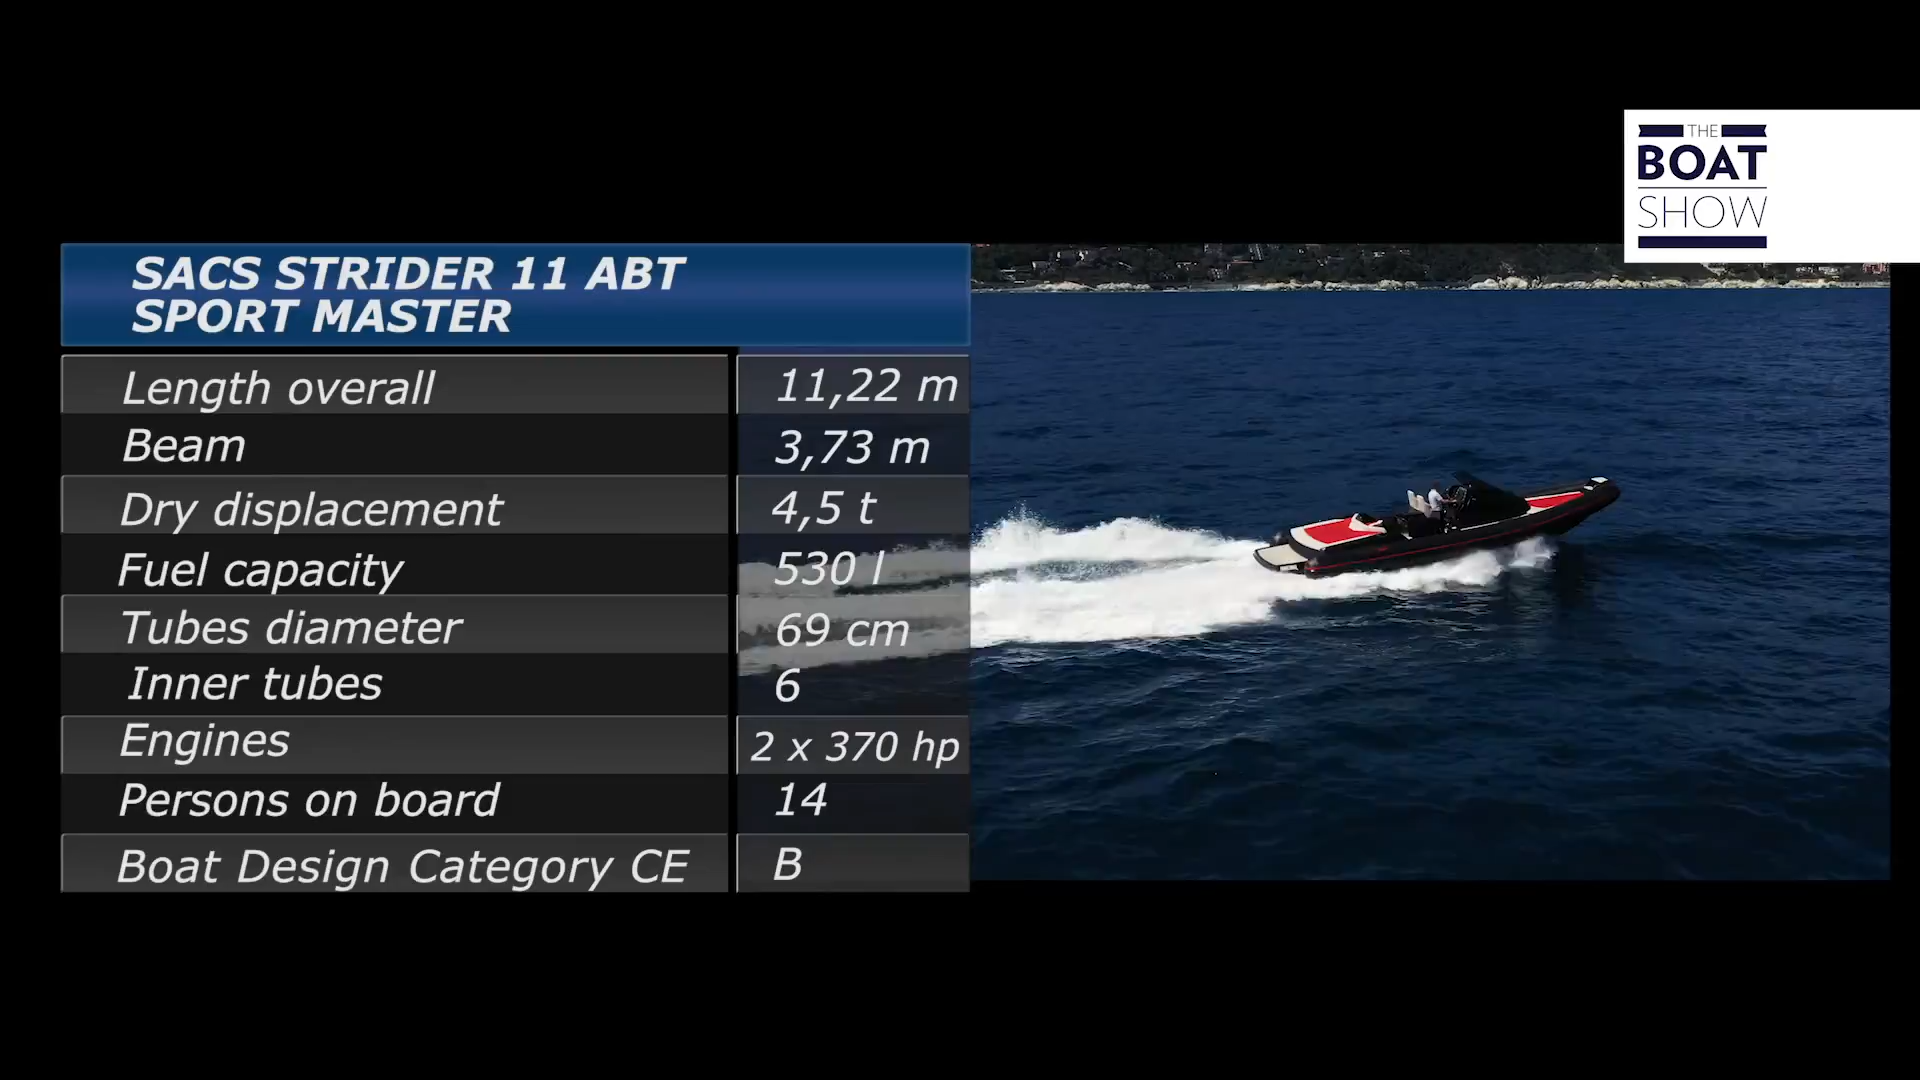 THE
BOAT
SHOW
SACS STRIDER 11 ABT
SPORT MASTER
Length overall 11,22 m
Beam 3,73 m
Dry displacement 4,5 t
Fuel capacity 530 l
Tubes diameter 69 cm
Inner tubes 6
Engines 2 x 370 hp
Persons on board 14
Boat Design Category CE B